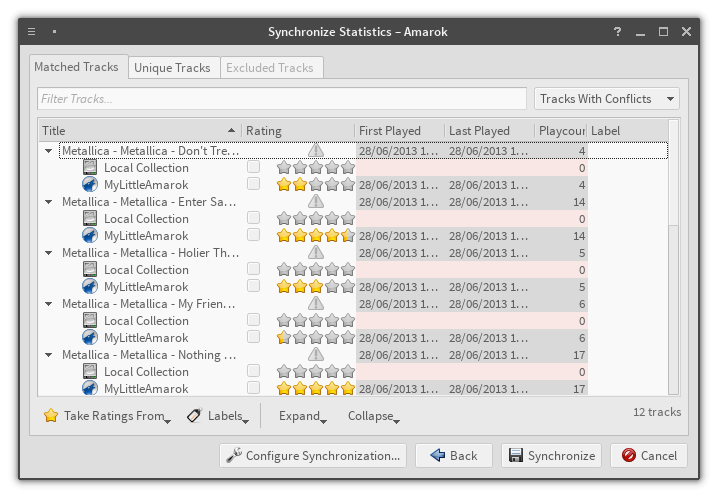 Synchronize Statistics – Amarok
Matched Tracks Unique Tracks Excluded Tracks
Filter Tracks... Tracks With Conflicts
Title Rating First Played Last Played Playcour Label
Metallica - Metallica - Don't Tre... 28/06/2013 1... 28/06/2013 1... 4
Local Collection 0
MyLittleAmarok 28/06/2013 1... 28/06/2013 1... 4
Metallica - Metallica - Enter Sa... 28/06/2013 1... 28/06/2013 1... 14
Local Collection 0
MyLittleAmarok 28/06/2013 1... 28/06/2013 1... 14
Metallica - Metallica - Holier Th... 28/06/2013 1... 28/06/2013 1... 5
Local Collection 0
MyLittleAmarok 28/06/2013 1... 28/06/2013 1... 5
Metallica - Metallica - My Frien... 28/06/2013 1... 28/06/2013 1... 6
Local Collection 0
MyLittleAmarok 28/06/2013 1... 28/06/2013 1... 6
Metallica - Metallica - Nothing ... 28/06/2013 1... 28/06/2013 1... 17
Local Collection 0
MyLittleAmarok 28/06/2013 1... 28/06/2013 1... 17
Take Ratings From Labels Expand Collapse 12 tracks
Configure Synchronization... Back Synchronize Cancel